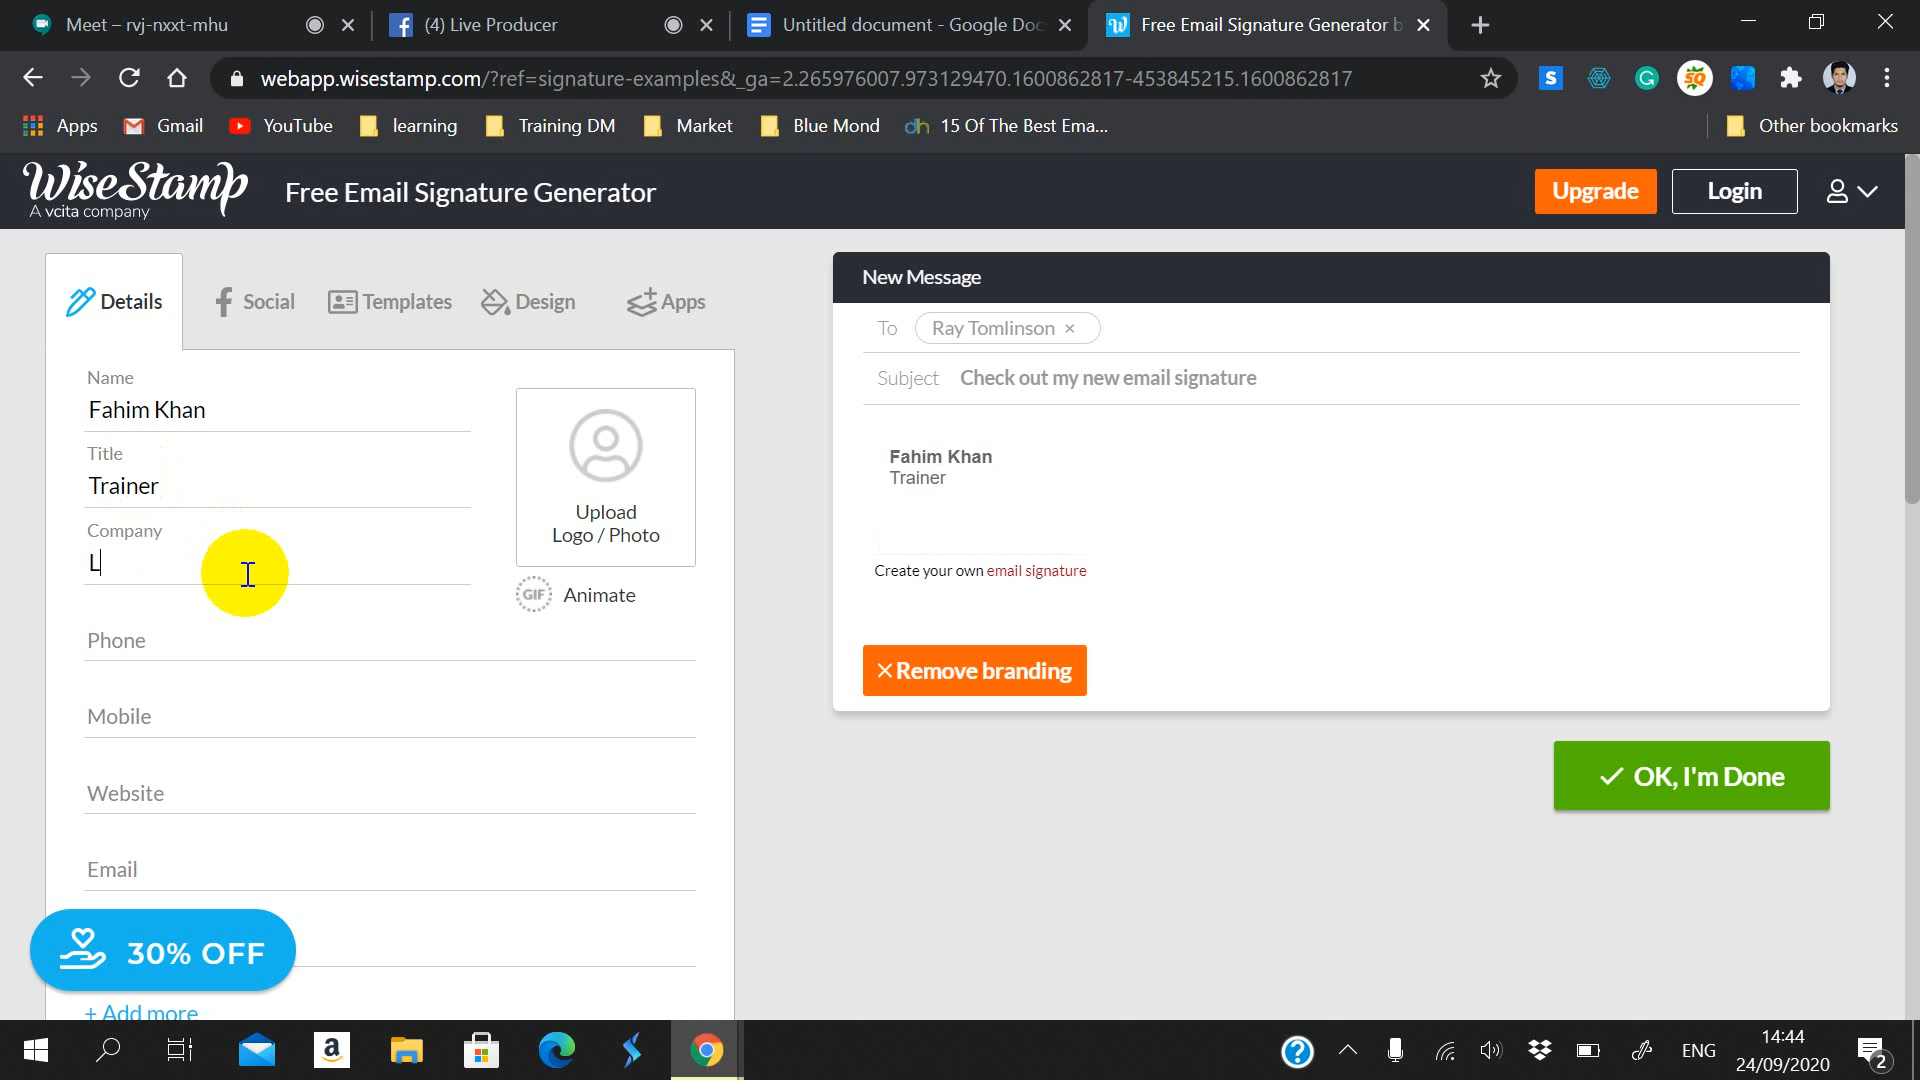 Meet – rvj-nxxt-mhu
(4) Live Producer
Untitled document - Google Doc
Free Email Signature Generator b
webapp.wisestamp.com/?ref=signature-examples&_ga=2.265976007.973129470.1600862817-453845215.1600862817
Apps
Gmail
YouTube
learning
Training DM
Market
Blue Mond
dh
15 Of The Best Ema...
Other bookmarks
WiseStamp
A vcita company
Free Email Signature Generator
Upgrade
Login
Details
Social
Templates
Design
Apps
Name
Fahim Khan
Title
Trainer
Company
L
Phone
Mobile
Website
Email
Upload
Logo / Photo
GIF
Animate
30% OFF
+ Add more
New Message
To
Ray Tomlinson ×
Subject
Check out my new email signature
Fahim Khan
Trainer
Create your own email signature
×Remove branding
OK, I'm Done
ENG
14:44
24/09/2020
2